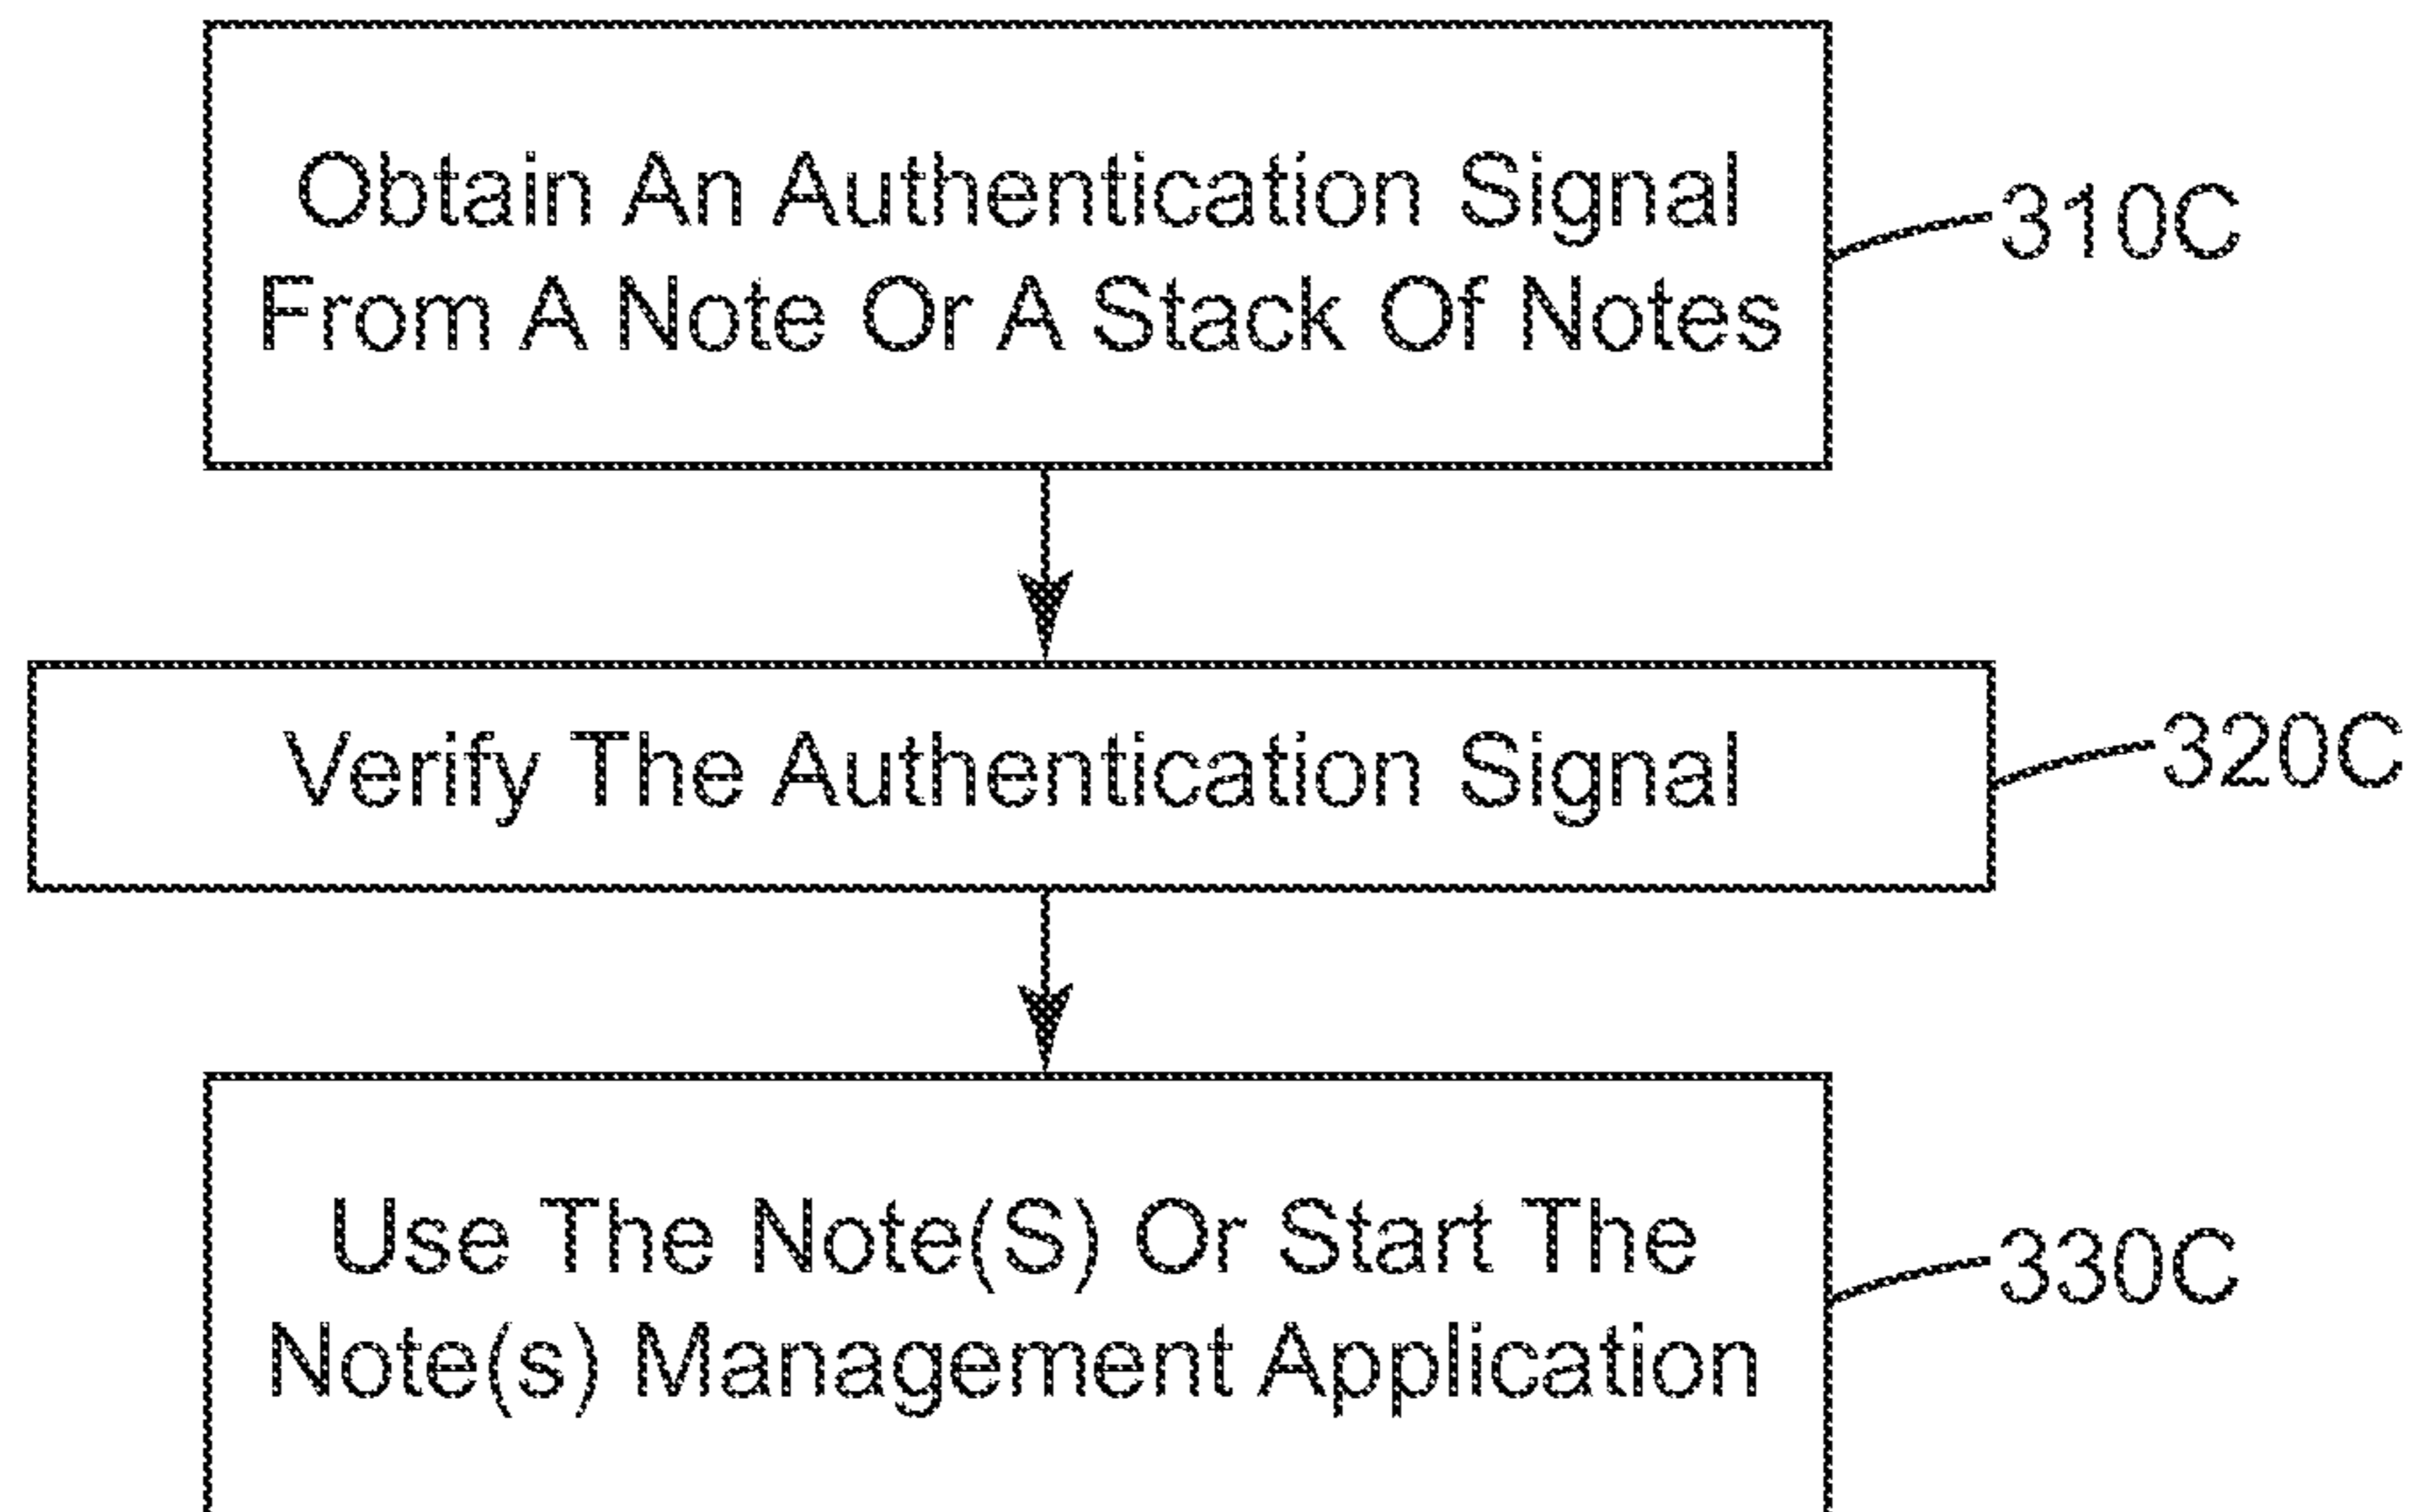 Obtain An Authentication Signal
From A Note Or A Stack Of Notes
310C
Verify The Authentication Signal
320C
Use The Note(S) Or Start The
Note(s) Management Application
330C